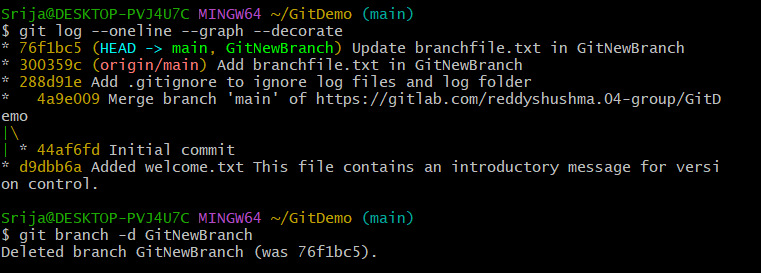 Srija@DESKTOP-PVJ4U7C MINGW64 ~/GitDemo (main)
$ git log --oneline --graph --decorate
* 76f1bc5 (HEAD -> main, GitNewBranch) Update branchfile.txt in GitNewBranch
* 300359c (origin/main) Add branchfile.txt in GitNewBranch
* 288d91e Add .gitignore to ignore log files and log folder
*   4a9e009 Merge branch 'main' of https://gitlab.com/reddyshushma.04-group/GitD
emo
|\
| * 44af6fd Initial commit
* d9dbb6a Added welcome.txt This file contains an introductory message for versi
on control.

Srija@DESKTOP-PVJ4U7C MINGW64 ~/GitDemo (main)
$ git branch -d GitNewBranch
Deleted branch GitNewBranch (was 76f1bc5).